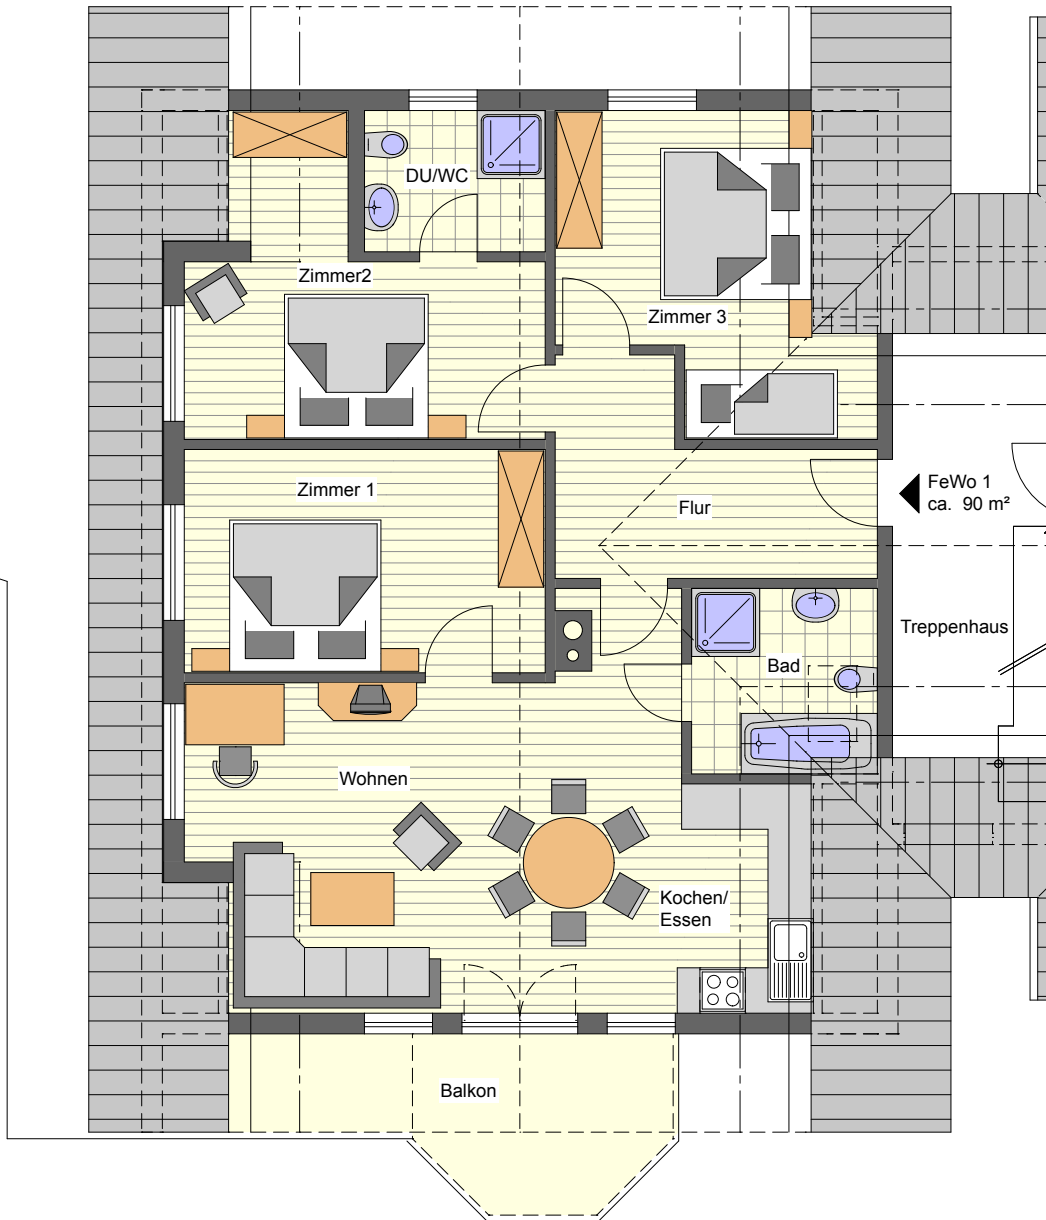 DU/WC
Zimmer2
Zimmer 3
Zimmer 1
FeWo 1
ca. 90 m²
Flur
Treppenhaus
Bad
Wohnen
Kochen/
Essen
Balkon